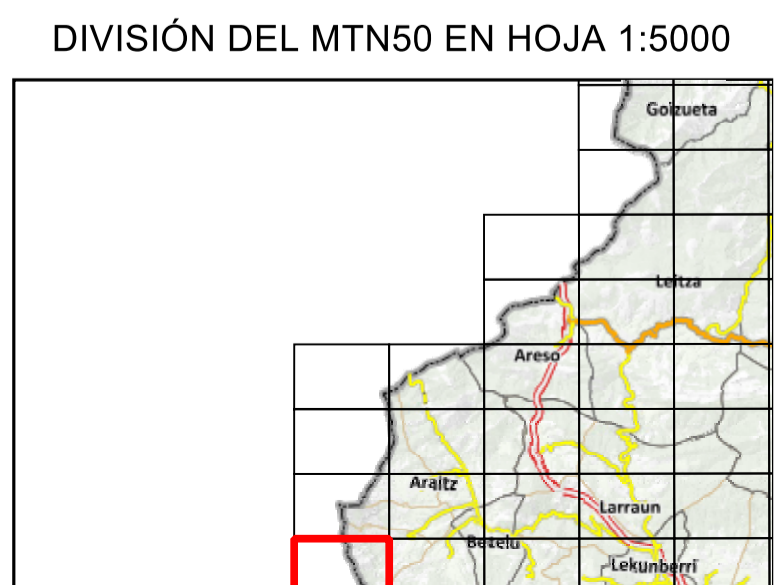 DIVISIÓN DEL MTN50 EN HOJA 1:5000
Goizueta
Leitza
Areso
Araitz
Larraun
Betelu
Lekunberri